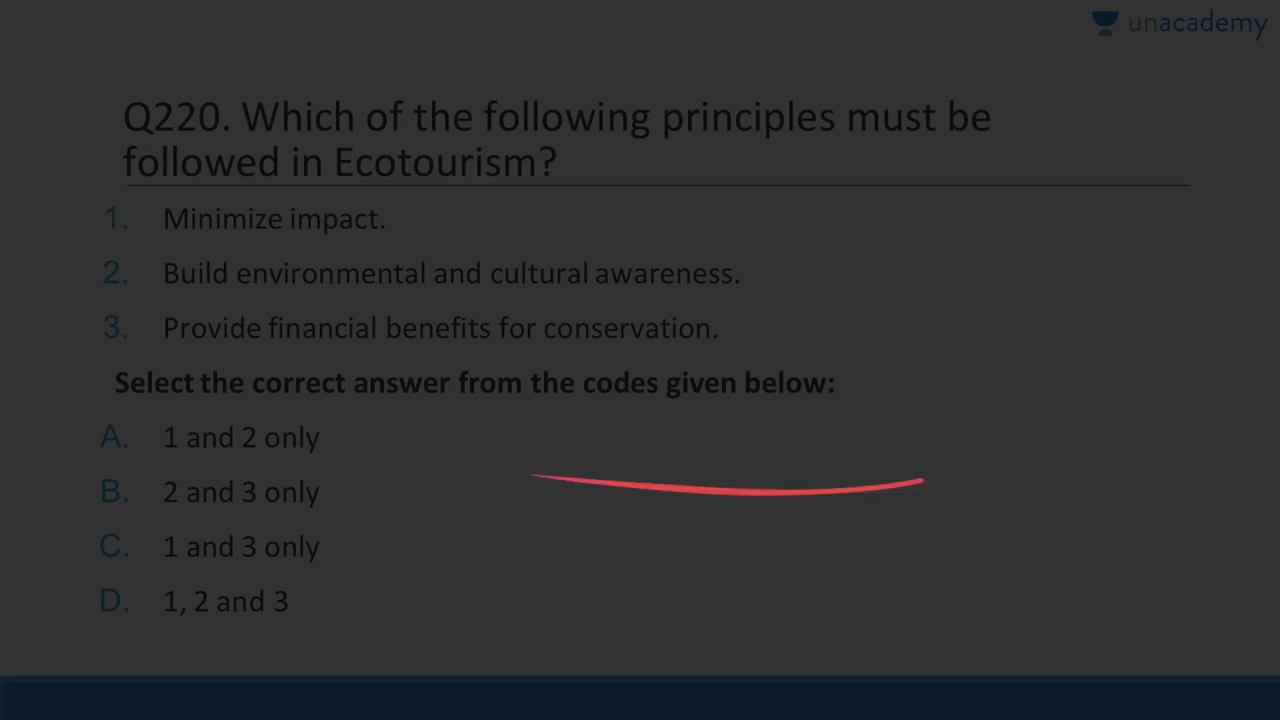 unacademy
Q220. Which of the following principles must be
followed in Ecotourism?
1. Minimize impact.
2. Build environmental and cultural awareness.
3. Provide financial benefits for conservation.
Select the correct answer from the codes given below:
A. 1 and 2 only
B. 2 and 3 only
C. 1 and 3 only
D. 1, 2 and 3